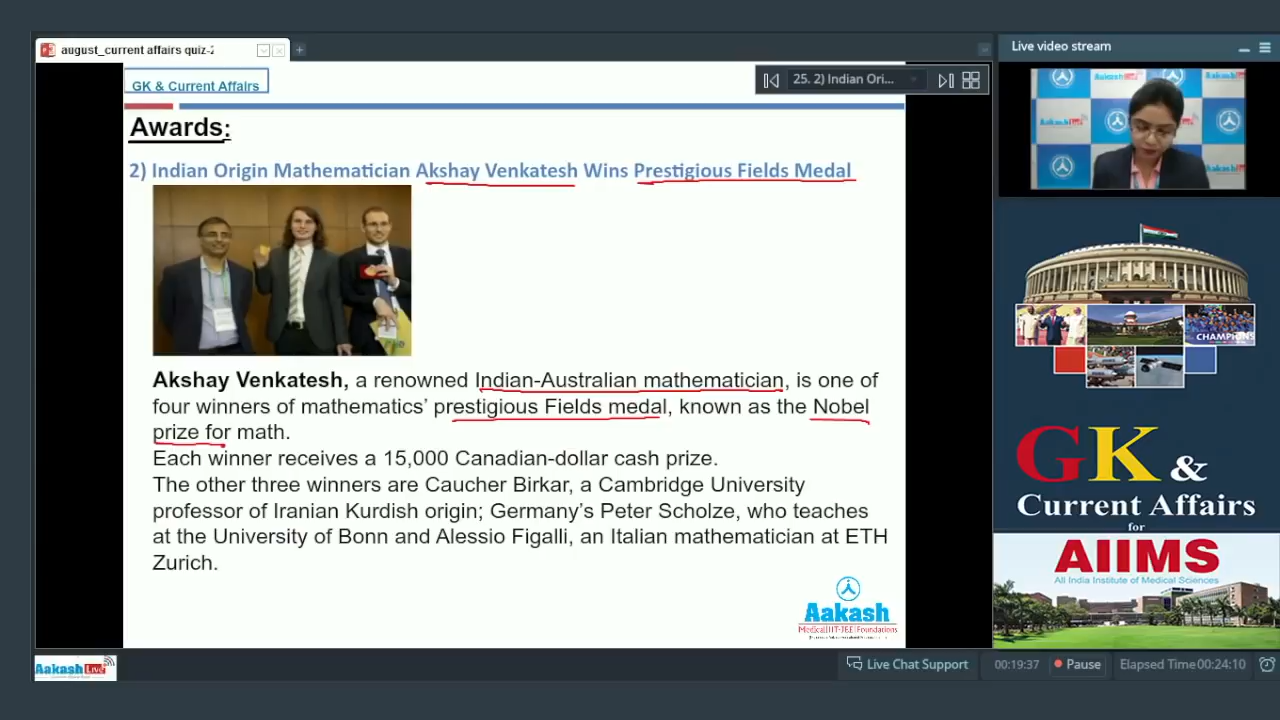 august_current affairs quiz-2
Live video stream
GK & Current Affairs
25. 2) Indian Ori...
Awards:
2) Indian Origin Mathematician Akshay Venkatesh Wins Prestigious Fields Medal
Akshay Venkatesh, a renowned Indian-Australian mathematician, is one of
four winners of mathematics' prestigious Fields medal, known as the Nobel
prize for math.
Each winner receives a 15,000 Canadian-dollar cash prize.
The other three winners are Caucher Birkar, a Cambridge University
professor of Iranian Kurdish origin; Germany's Peter Scholze, who teaches
at the University of Bonn and Alessio Figalli, an Italian mathematician at ETH
Zurich.
Aakash
Medical|IIT-JEE|Foundations
CHAMPIONS
GK &
Current Affairs
for
AIIMS
All India Institute of Medical Sciences
Aakash Live
Live Chat Support
00:19:37
Pause
Elapsed Time 00:24:10